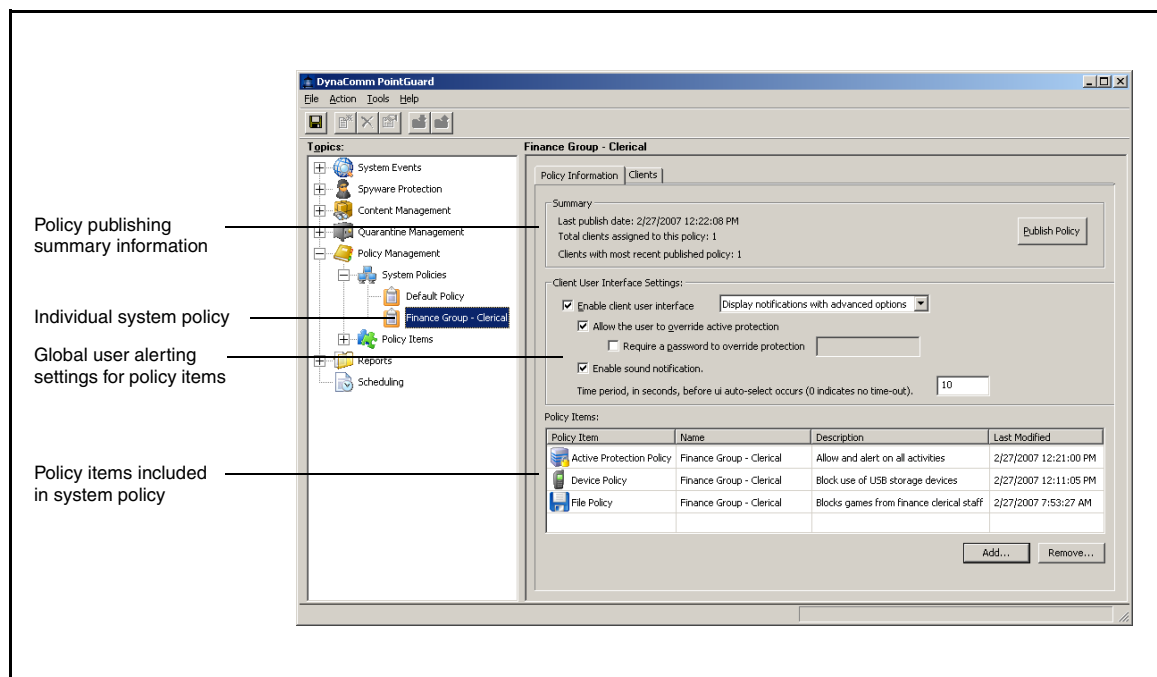 DynaComm PointGuard
File Action Tools Help
Topics:
System Events
Spyware Protection
Content Management
Quarantine Management
Policy Management
System Policies
Default Policy
Finance Group - Clerical
Policy Items
Reports
Scheduling
Finance Group - Clerical
Policy Information
Clients
Summary
Last publish date: 2/27/2007 12:22:08 PM
Total clients assigned to this policy: 1
Clients with most recent published policy: 1
Publish Policy
Client User Interface Settings:
Enable client user interface
Display notifications with advanced options
Allow the user to override active protection
Require a password to override protection
Enable sound notification.
Time period, in seconds, before ui auto-select occurs (0 indicates no time-out).
10
Policy Items:
Policy Item Name Description Last Modified
Active Protection Policy Finance Group - Clerical Allow and alert on all activities 2/27/2007 12:21:00 PM
Device Policy Finance Group - Clerical Block use of USB storage devices 2/27/2007 12:11:05 PM
File Policy Finance Group - Clerical Blocks games from finance clerical staff 2/27/2007 7:53:27 AM
Add...
Remove...
Policy publishing
summary information
Individual system policy
Global user alerting
settings for policy items
Policy items included
in system policy